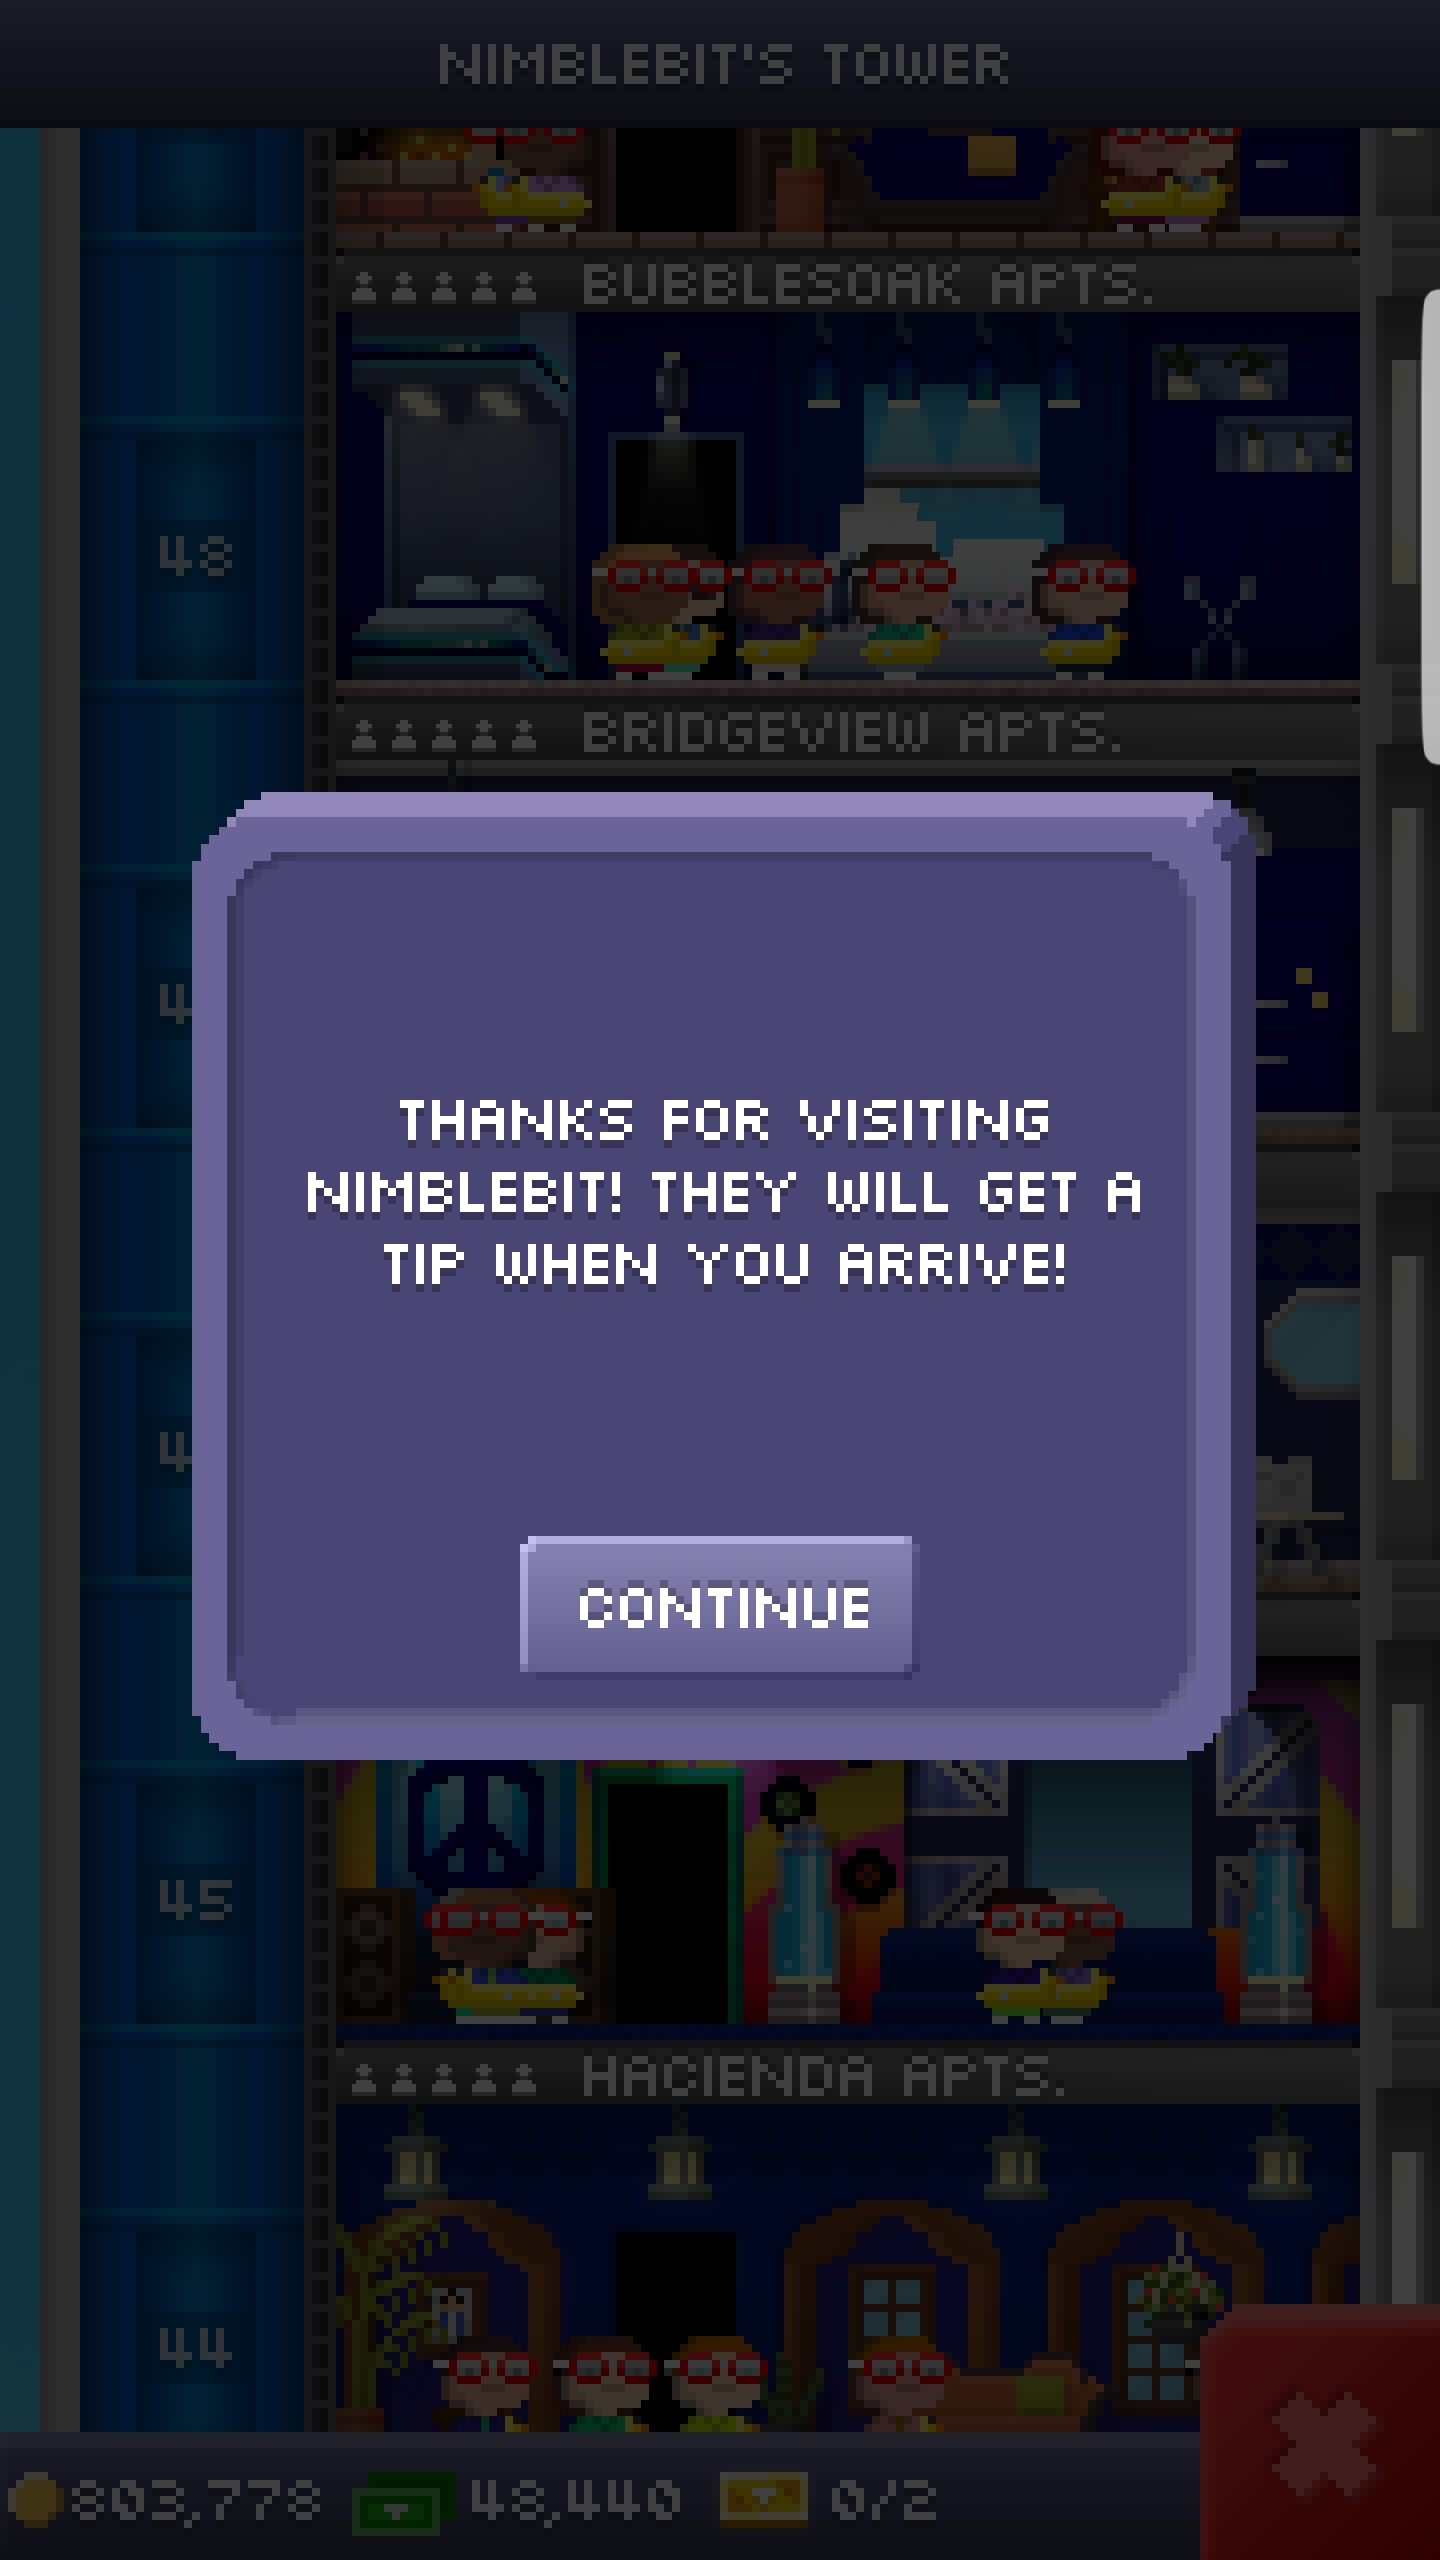 NIMBLEBIT'S TOWER
BUBBLESOAK APTS.
48
BRIDGEVIEW APTS.
THANKS FOR VISITING
NIMBLEBIT! THEY WILL GET A
TIP WHEN YOU ARRIVE!
CONTINUE
45
HACIENDA APTS.
44
803,778 48,440 0/2